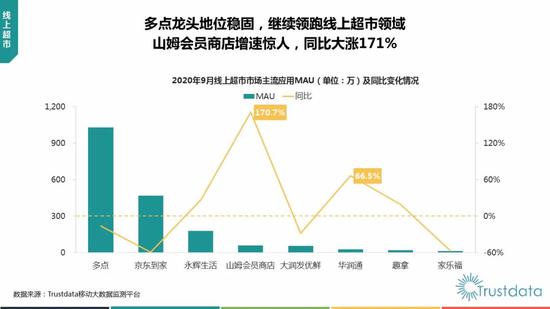 线上超市
多点龙头地位稳固，继续领跑线上超市领域
山姆会员商店增速惊人，同比大涨171%
2020年9月线上超市市场主流应用MAU（单位：万）及同比变化情况
MAU 同比
1,200 180%
900 120%
600 60%
300 0%
0 -60%
170.7%
66.5%
多点 京东到家 永辉生活 山姆会员商店 大润发优鲜 华润通 趣拿 家乐福
数据来源：Trustdata移动大数据监测平台
Trustdata